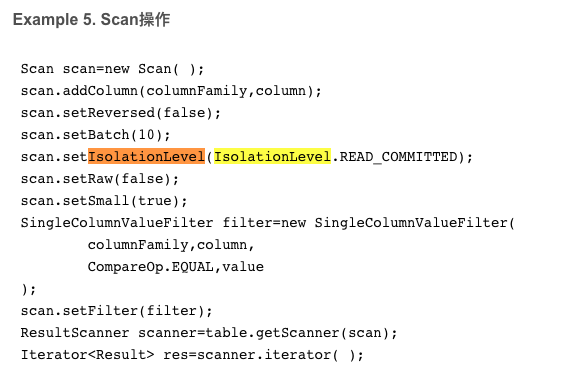 Example 5. Scan操作
Scan scan=new Scan( );
scan.addColumn(columnFamily,column);
scan.setReversed(false);
scan.setBatch(10);
scan.setIsolationLevel(IsolationLevel.READ_COMMITTED);
scan.setRaw(false);
scan.setSmall(true);
SingleColumnValueFilter filter=new SingleColumnValueFilter(
        columnFamily,column,
        CompareOp.EQUAL,value
);
scan.setFilter(filter);
ResultScanner scanner=table.getScanner(scan);
Iterator<Result> res=scanner.iterator( );